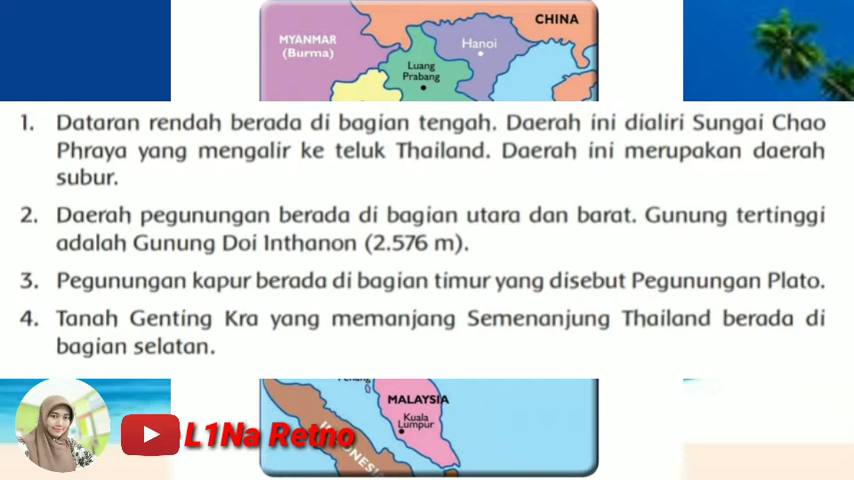 CHINA
MYANMAR
(Burma)
Hanoi
Luang
Prabang
1. Dataran rendah berada di bagian tengah. Daerah ini dialiri Sungai Chao
Phraya yang mengalir ke teluk Thailand. Daerah ini merupakan daerah
subur.
2. Daerah pegunungan berada di bagian utara dan barat. Gunung tertinggi
adalah Gunung Doi Inthanon (2.576 m).
3. Pegunungan kapur berada di bagian timur yang disebut Pegunungan Plato.
4. Tanah Genting Kra yang memanjang Semenanjung Thailand berada di
bagian selatan.
MALAYSIA
Kuala
Lumpur
L1Na Retno